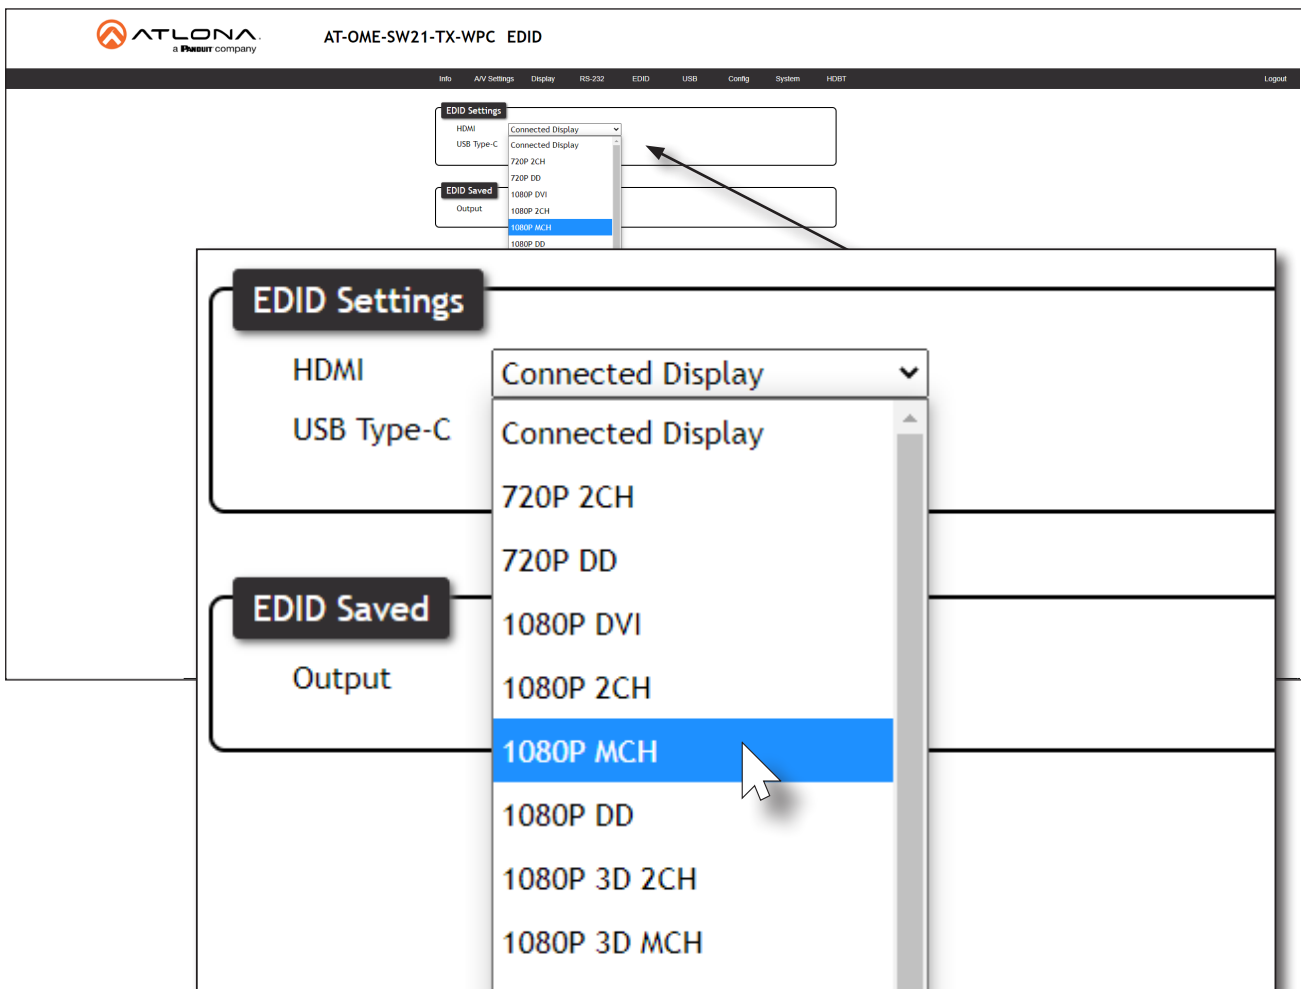 ATLONA.
a PANDUIT company
AT-OME-SW21-TX-WPC EDID
Info A/V Settings Display RS-232 EDID USB Config System HDBT Logout
EDID Settings
HDMI Connected Display
USB Type-C Connected Display
720P 2CH
720P DD
EDID Saved
1080P DVI
Output 1080P 2CH
1080P MCH
1080P DD
EDID Settings
HDMI Connected Display
USB Type-C Connected Display
720P 2CH
720P DD
EDID Saved
1080P DVI
Output 1080P 2CH
1080P MCH
1080P DD
1080P 3D 2CH
1080P 3D MCH